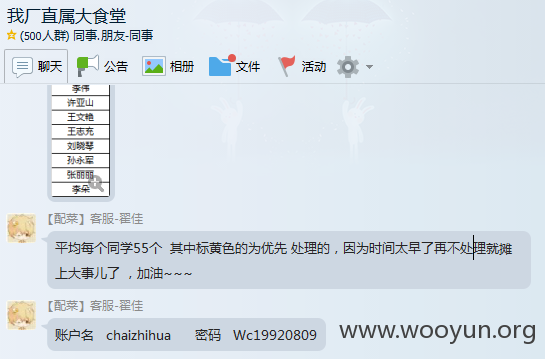 我厂直属大食堂
(500人群) 同事.朋友-同事
聊天 公告 相册 文件 活动
李伟
许亚山
王文艳
王志充
刘晓琴
孙永军
张丽丽
李朵
【配菜】客服-翟佳
平均每个同学55个 其中标黄色的为优先 处理的，因为时间太早了再不处理就摊
上大事儿了 ，加油~~~
【配菜】客服-翟佳
账户名 chaizhihua 密码 Wc19920809
www.wooyun.org